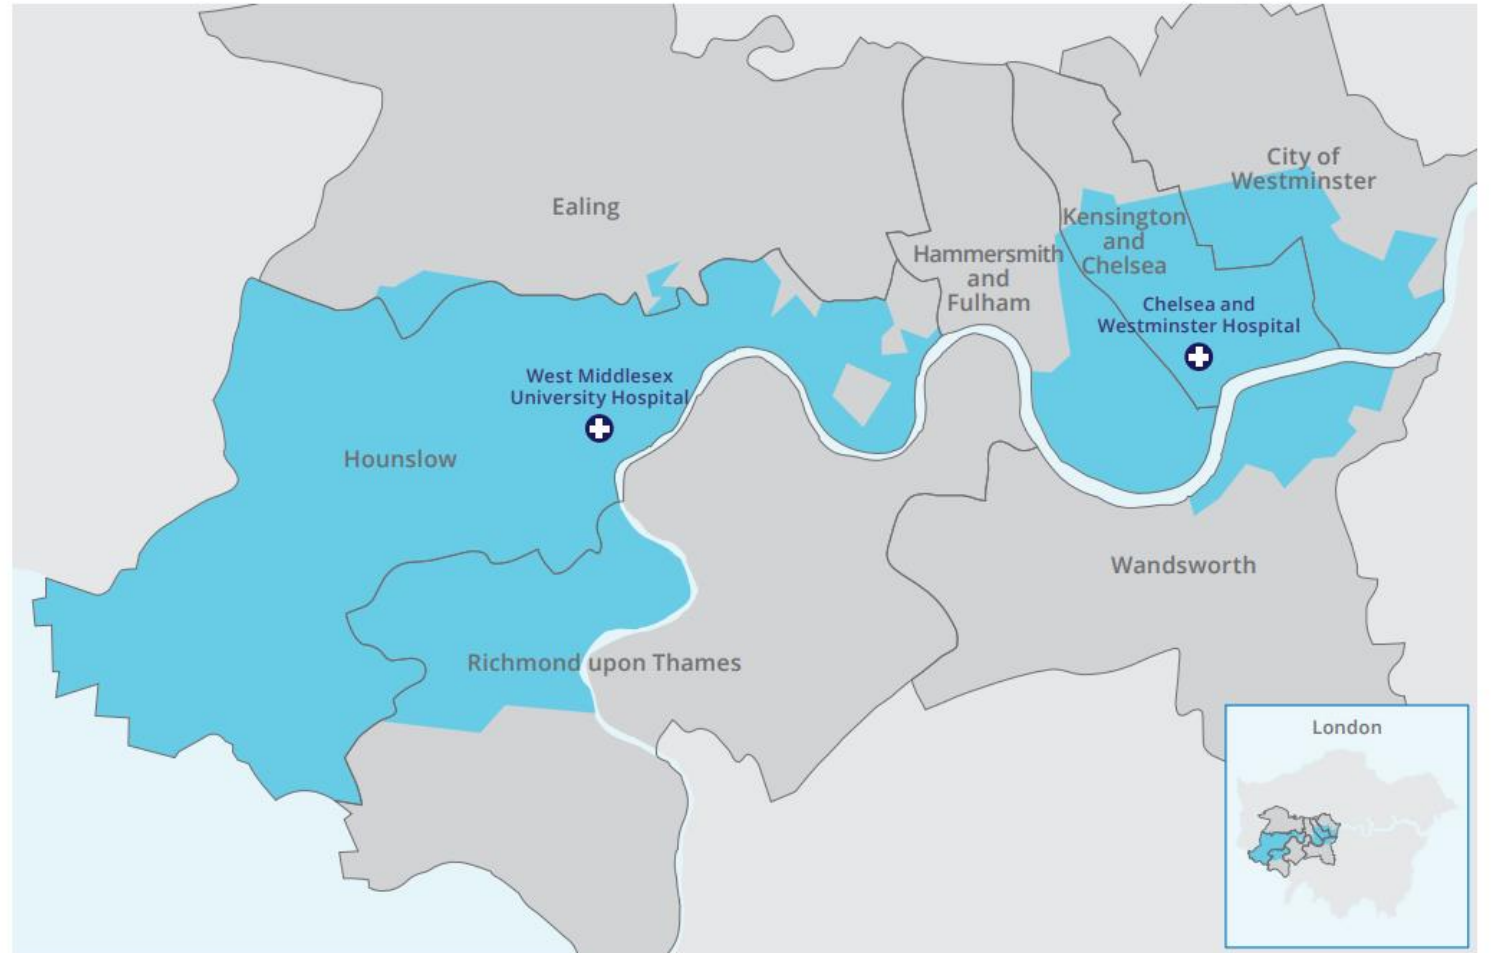 City of
Westminster
Ealing
Kensington
and
Chelsea
Hammersmith
and
Fulham
Chelsea and
Westminster Hospital
West Middlesex
University Hospital
Hounslow
Wandsworth
Richmond upon Thames
London